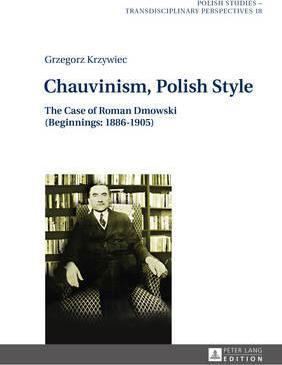 POLISH STUDIES –
TRANSDISCIPLINARY PERSPECTIVES 18
Grzegorz Krzywiec
Chauvinism, Polish Style
The Case of Roman Dmowski
(Beginnings: 1886-1905)
PETER LANG
EDITION